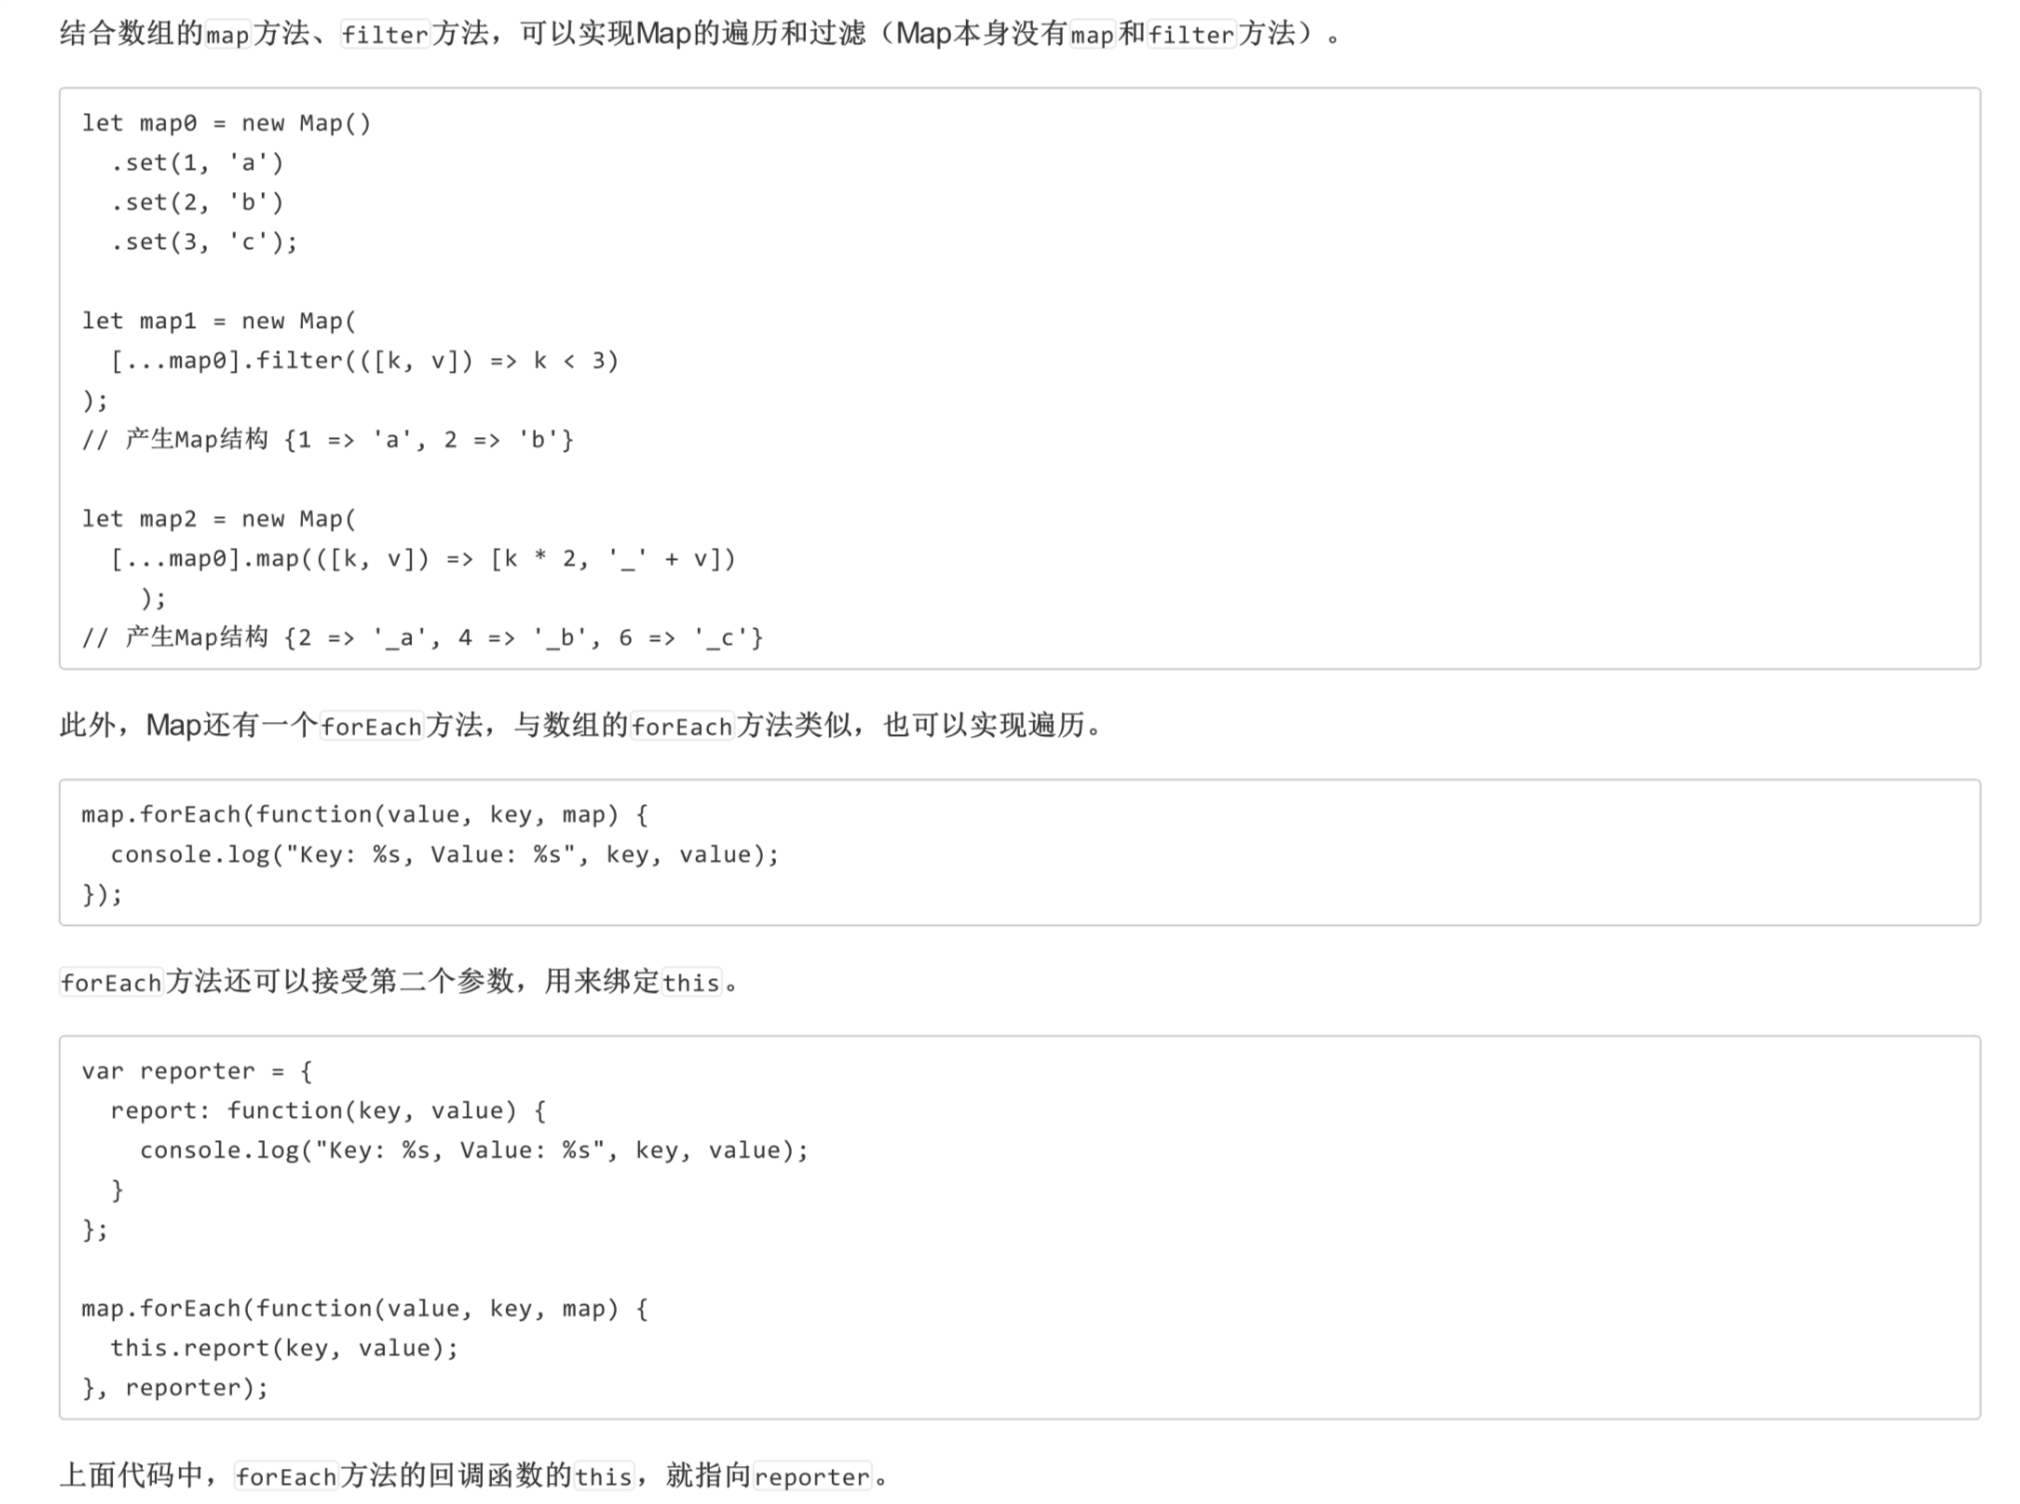 结合数组的map方法、filter方法，可以实现Map的遍历和过滤（Map本身没有map和filter方法）。
let map0 = new Map()
  .set(1, 'a')
  .set(2, 'b')
  .set(3, 'c');
let map1 = new Map(
  [...map0].filter(([k, v]) => k < 3)
);
// 产生Map结构 {1 => 'a', 2 => 'b'}
let map2 = new Map(
  [...map0].map(([k, v]) => [k * 2, '_' + v])
    );
// 产生Map结构 {2 => '_a', 4 => '_b', 6 => '_c'}
此外，Map还有一个forEach方法，与数组的forEach方法类似，也可以实现遍历。
map.forEach(function(value, key, map) {
  console.log("Key: %s, Value: %s", key, value);
});
forEach方法还可以接受第二个参数，用来绑定this。
var reporter = {
  report: function(key, value) {
    console.log("Key: %s, Value: %s", key, value);
  }
};
map.forEach(function(value, key, map) {
  this.report(key, value);
}, reporter);
上面代码中，forEach方法的回调函数的this，就指向reporter。